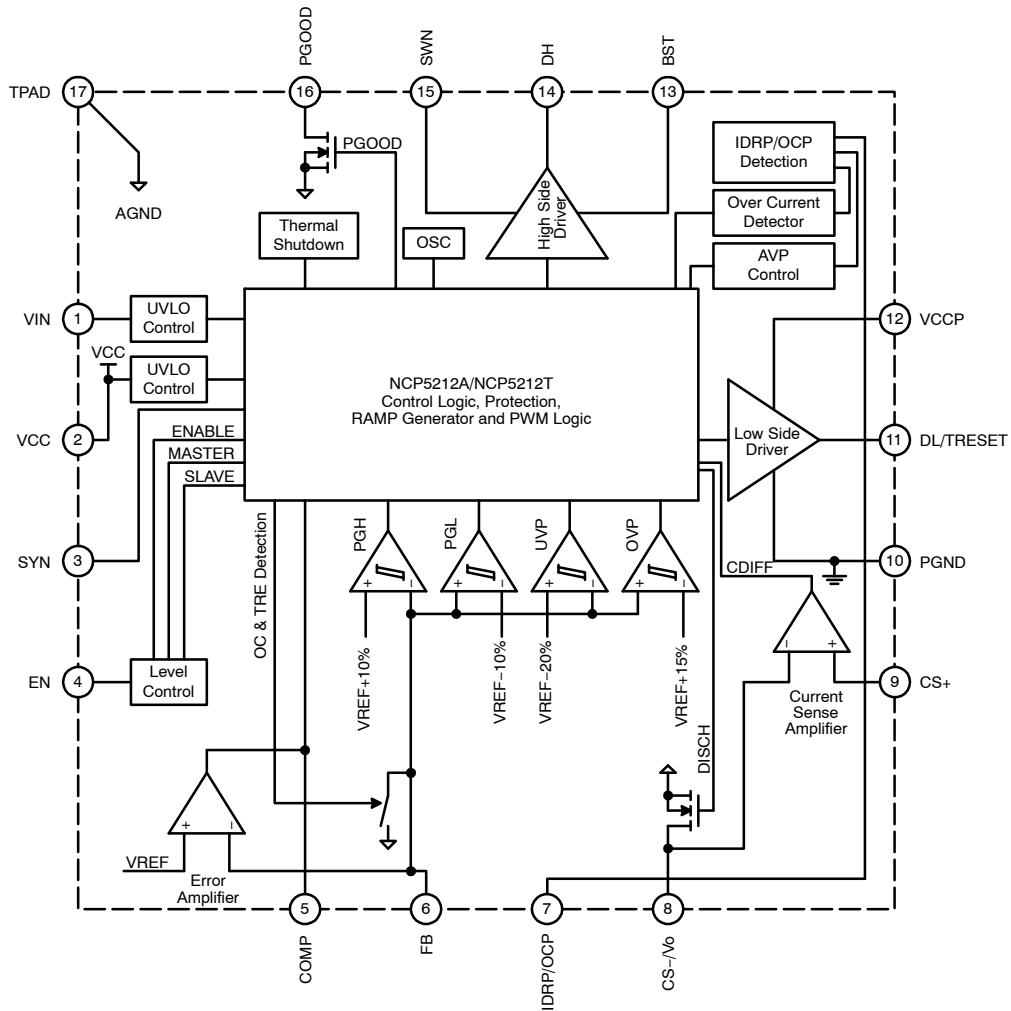 PGOOD
SWN
DH
BST
TPAD
17
16
15
14
13
PGOOD
IDRP/OCP
Detection
AGND
High Side
Driver
Over Current
Detector
Thermal
Shutdown
OSC
AVP
Control
VIN
1
UVLO
Control
12
VCCP
VCC
UVLO
Control
NCP5212A/NCP5212T
Control Logic, Protection,
RAMP Generator and PWM Logic
VCC
2
ENABLE
MASTER
SLAVE
Low Side
Driver
11
DL/TRESET
OC & TRE Detection
PGH
PGL
UVP
OVP
SYN
3
CDIFF
10
PGND
+
−
+
−
+
−
+
−
VREF+10%
VREF−10%
VREF−20%
VREF+15%
−
+
EN
4
Level
Control
9
CS+
Current
Sense
Amplifier
DISCH
+
−
VREF
Error
Amplifier
5
6
7
8
COMP
FB
IDRP/OCP
CS−/Vo